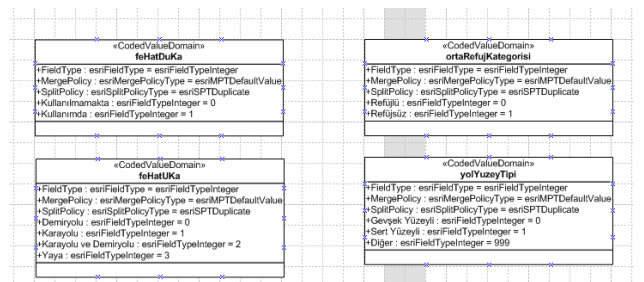 «CodedValueDomain»
feHatDuKa
+FieldType : esriFieldType = esriFieldTypeInteger
+MergePolicy : esriMergePolicyType = esriMPTDefaultValue
+SplitPolicy : esriSplitPolicyType = esriSPTDuplicate
+Kullanılmamakta : esriFieldTypeInteger = 0
+Kullanımda : esriFieldTypeInteger = 1
«CodedValueDomain»
ortaRefujKategorisi
+FieldType : esriFieldType = esriFieldTypeInteger
+MergePolicy : esriMergePolicyType = esriMPTDefaultValue
+SplitPolicy : esriSplitPolicyType = esriSPTDuplicate
+Refüjlü : esriFieldTypeInteger = 0
+Refüjsüz : esriFieldTypeInteger = 1
«CodedValueDomain»
feHatUKa
+FieldType : esriFieldType = esriFieldTypeInteger
+MergePolicy : esriMergePolicyType = esriMPTDefaultValue
+SplitPolicy : esriSplitPolicyType = esriSPTDuplicate
+Demiryolu : esriFieldTypeInteger = 0
+Karayolu : esriFieldTypeInteger = 1
+Karayolu ve Demiryolu : esriFieldTypeInteger = 2
+Yaya : esriFieldTypeInteger = 3
«CodedValueDomain»
yolYuzeyTipi
+FieldType : esriFieldType = esriFieldTypeInteger
+MergePolicy : esriMergePolicyType = esriMPTDefaultValue
+SplitPolicy : esriSplitPolicyType = esriSPTDuplicate
+Gevşek Yüzeyli : esriFieldTypeInteger = 0
+Sert Yüzeyli : esriFieldTypeInteger = 1
+Diğer : esriFieldTypeInteger = 999